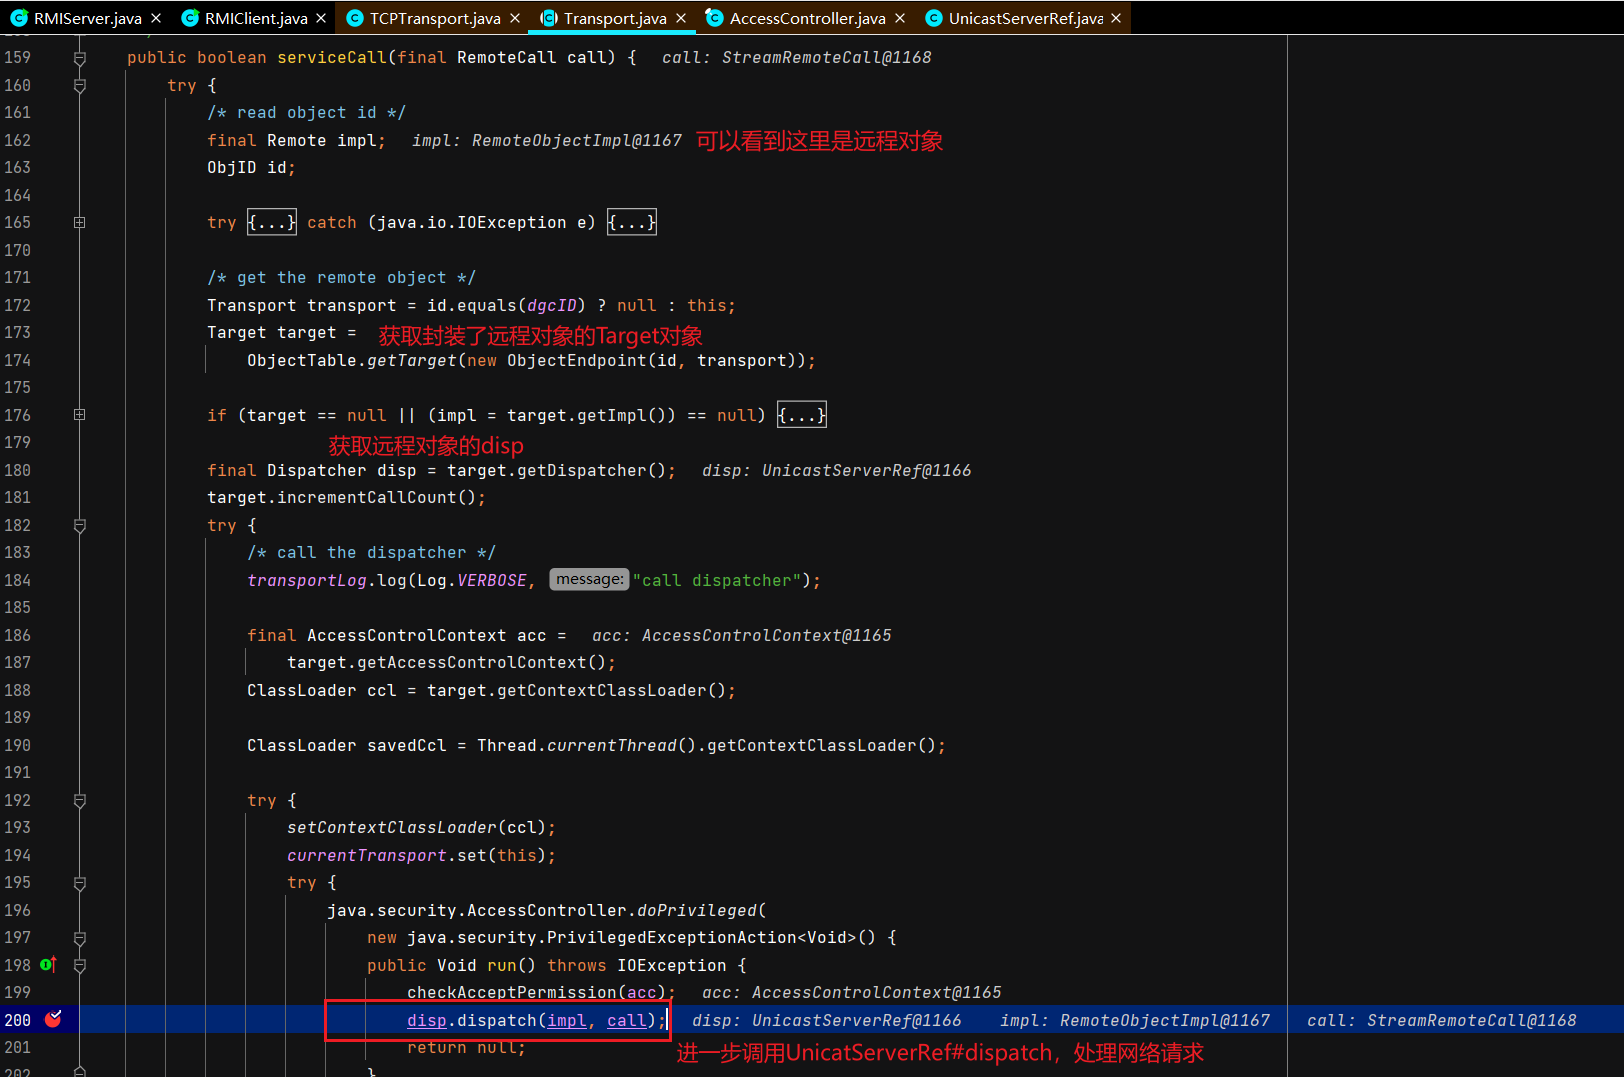 RMIServer.java × RMIClient.java × TCPTransport.java × Transport.java × AccessController.java × UnicastServerRef.java ×
159 public boolean serviceCall(final RemoteCall call) { call: StreamRemoteCall@1168
160 try {
161 /* read object id */
162 final Remote impl; impl: RemoteObjectImpl@1167 可以看到这里是远程对象
163 ObjID id;
164
165 try {...} catch (java.io.IOException e) {...}
170
171 /* get the remote object */
172 Transport transport = id.equals(dgcID) ? null : this;
173 Target target = 获取封装了远程对象的Target对象
174 ObjectTable.getTarget(new ObjectEndpoint(id, transport));
175
176 if (target == null || (impl = target.getImpl()) == null) {...}
179 获取远程对象的disp
180 final Dispatcher disp = target.getDispatcher(); disp: UnicastServerRef@1166
181 target.incrementCallCount();
182 try {
183 /* call the dispatcher */
184 transportLog.log(Log.VERBOSE, message: "call dispatcher");
185
186 final AccessControlContext acc = acc: AccessControlContext@1165
187 target.getAccessControlContext();
188 ClassLoader ccl = target.getContextClassLoader();
189
190 ClassLoader savedCcl = Thread.currentThread().getContextClassLoader();
191
192 try {
193 setContextClassLoader(ccl);
194 currentTransport.set(this);
195 try {
196 java.security.AccessController.doPrivileged(
197 new java.security.PrivilegedExceptionAction<Void>() {
198 public Void run() throws IOException {
199 checkAcceptPermission(acc); acc: AccessControlContext@1165
200 disp.dispatch(impl, call); disp: UnicastServerRef@1166 impl: RemoteObjectImpl@1167 call: StreamRemoteCall@1168
201 return null; 进一步调用UnicatServerRef#dispatch，处理网络请求
202 }